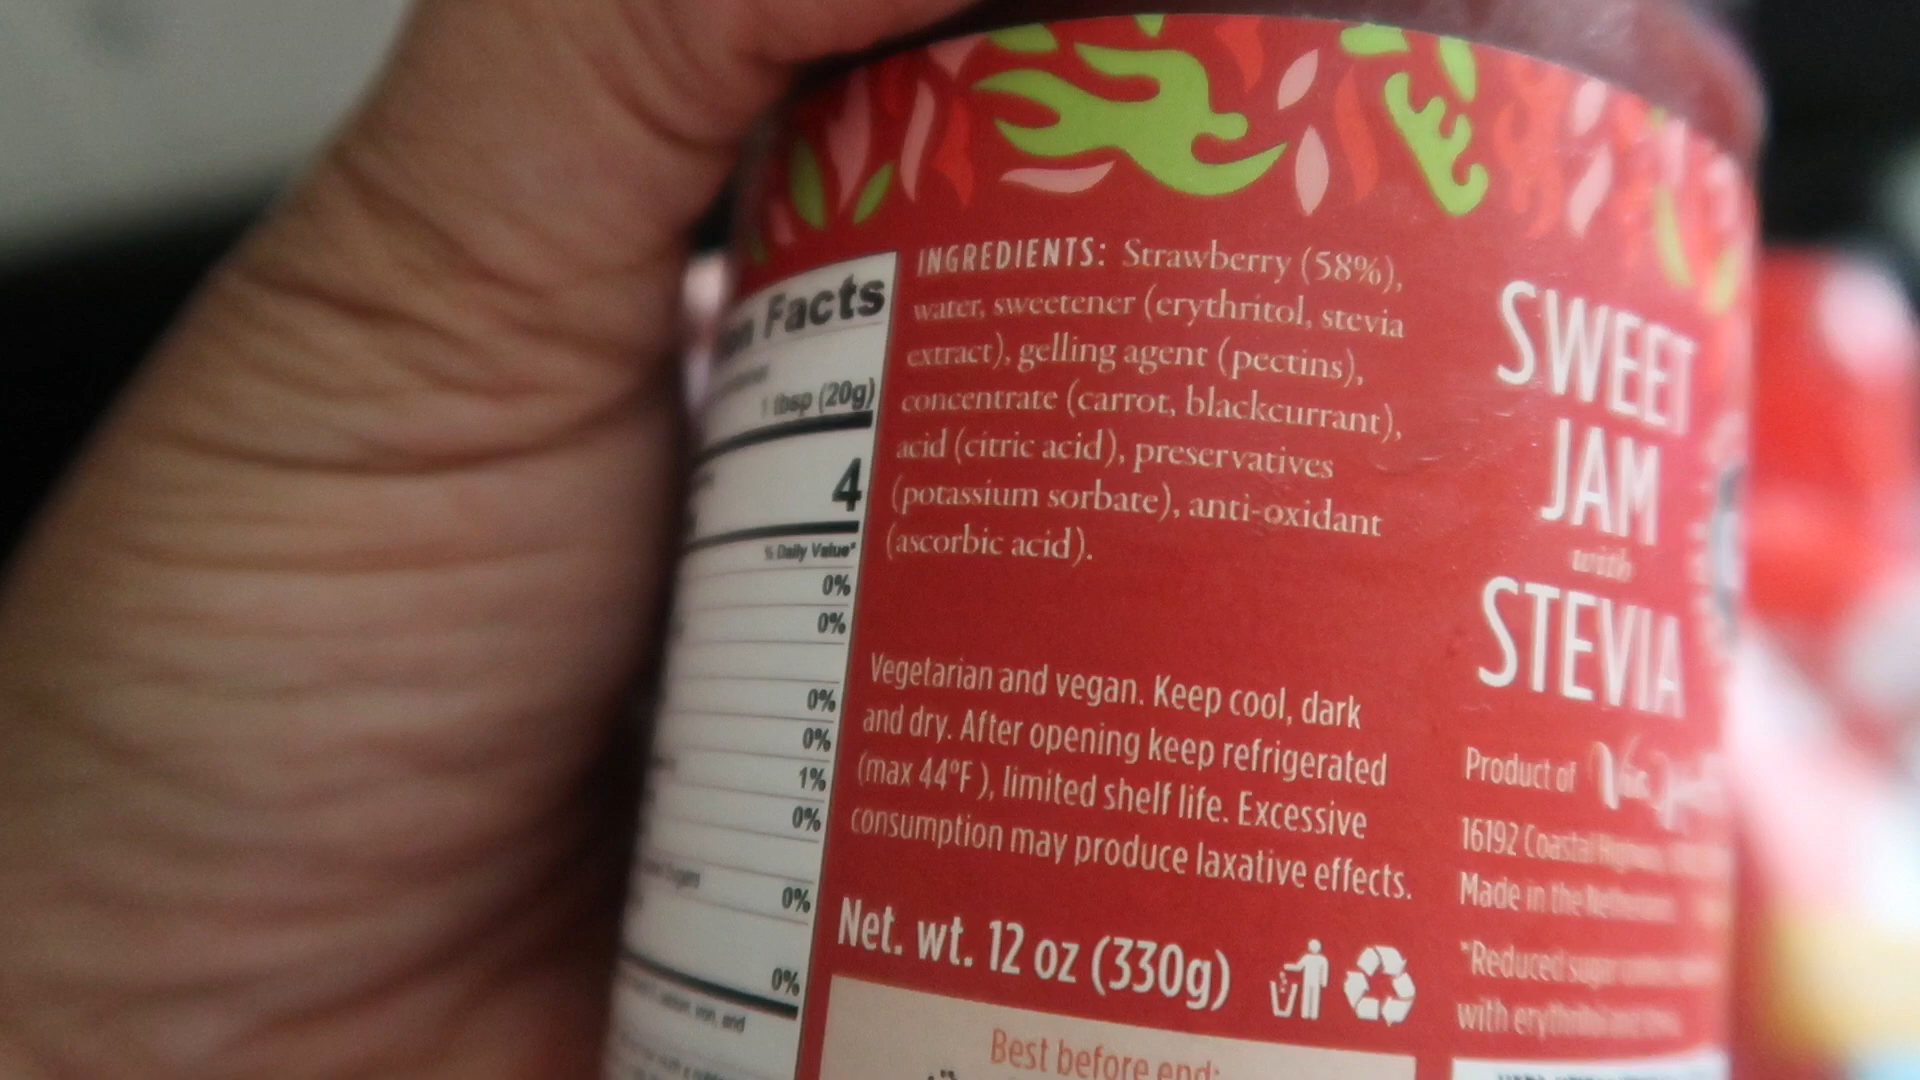 Facts
1 tbsp (20g)
4
% Daily Value*
0%
0%
0%
0%
1%
0%
0%
0%
INGREDIENTS: Strawberry (58%),
water, sweetener (erythritol, stevia
extract), gelling agent (pectins),
concentrate (carrot, blackcurrant),
acid (citric acid), preservatives
(potassium sorbate), anti-oxidant
(ascorbic acid).
Vegetarian and vegan. Keep cool, dark
and dry. After opening keep refrigerated
(max 44°F ), limited shelf life. Excessive
consumption may produce laxative effects.
Net. wt. 12 oz (330g)
Best before end:
SWEET
JAM
with
STEVIA
Product of
16192 Coastal
Made in the
*Reduced sugar
with